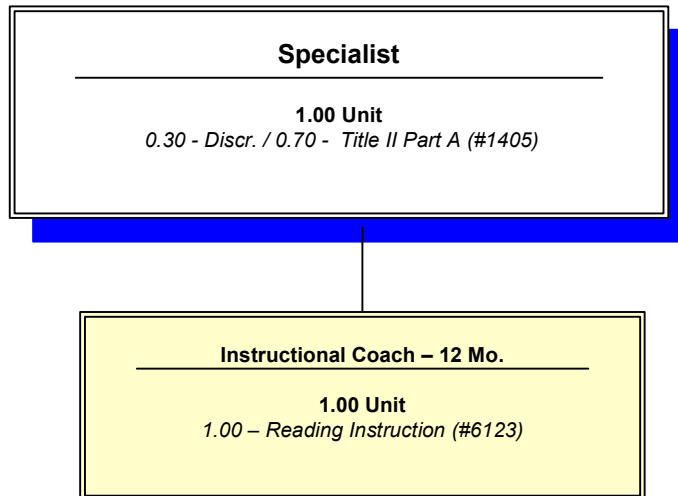 Specialist
1.00 Unit
0.30 - Discr. / 0.70 - Title II Part A (#1405)
Instructional Coach – 12 Mo.
1.00 Unit
1.00 – Reading Instruction (#6123)